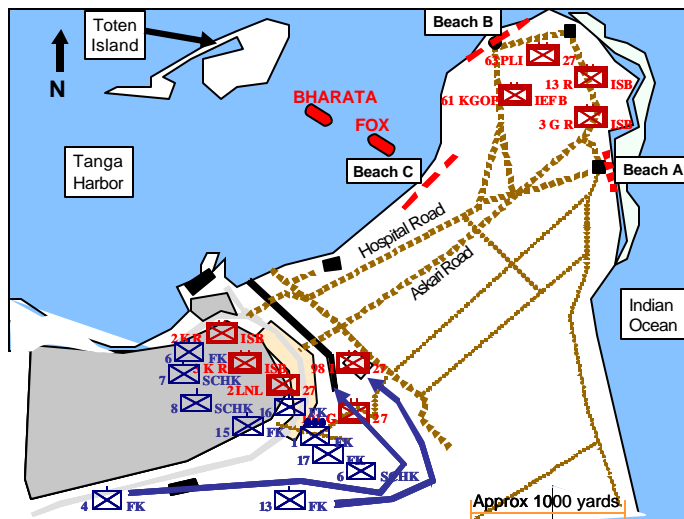 Toten
Island
N
Beach B
BHARATA
FOX
Beach C
Tanga
Harbor
PLI 27
13 R ISB
61 KGOR IEFB
3 G R ISB
Beach A
Hospital Road
Askari Road
Indian
Ocean
2 K R ISB
6 FK
K R ISB
7 SCHK
98 I 27
2 LNL 27
8 SCHK
16 FK
G 27
15 FK
1 FK
17 FK
6 SCHK
4 FK
13 FK
Approx 1000 yards